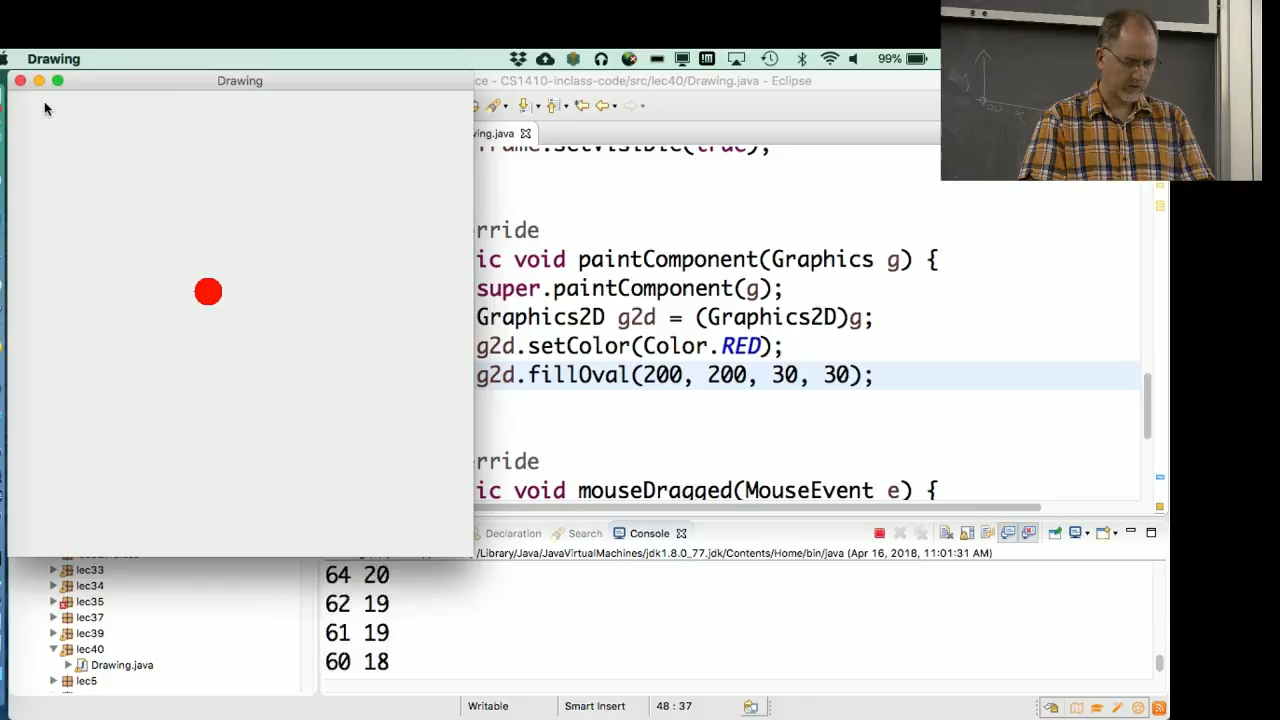 Drawing
99%
Drawing
ce - CS1410-inclass-code/src/lec40/Drawing.java - Eclipse
wing.java
frame.setVisible(true);
rride
ic void paintComponent(Graphics g) {
super.paintComponent(g);
Graphics2D g2d = (Graphics2D)g;
g2d.setColor(Color.RED);
g2d.fillOval(200, 200, 30, 30);
rride
ic void mouseDragged(MouseEvent e) {
Declaration Search Console
/Library/Java/JavaVirtualMachines/jdk1.8.0_77.jdk/Contents/Home/bin/java (Apr 16, 2018, 11:01:31 AM)
64 20
62 19
61 19
60 18
lec33
lec34
lec35
lec37
lec39
lec40
Drawing.java
lec5
Writable Smart Insert 48 : 37